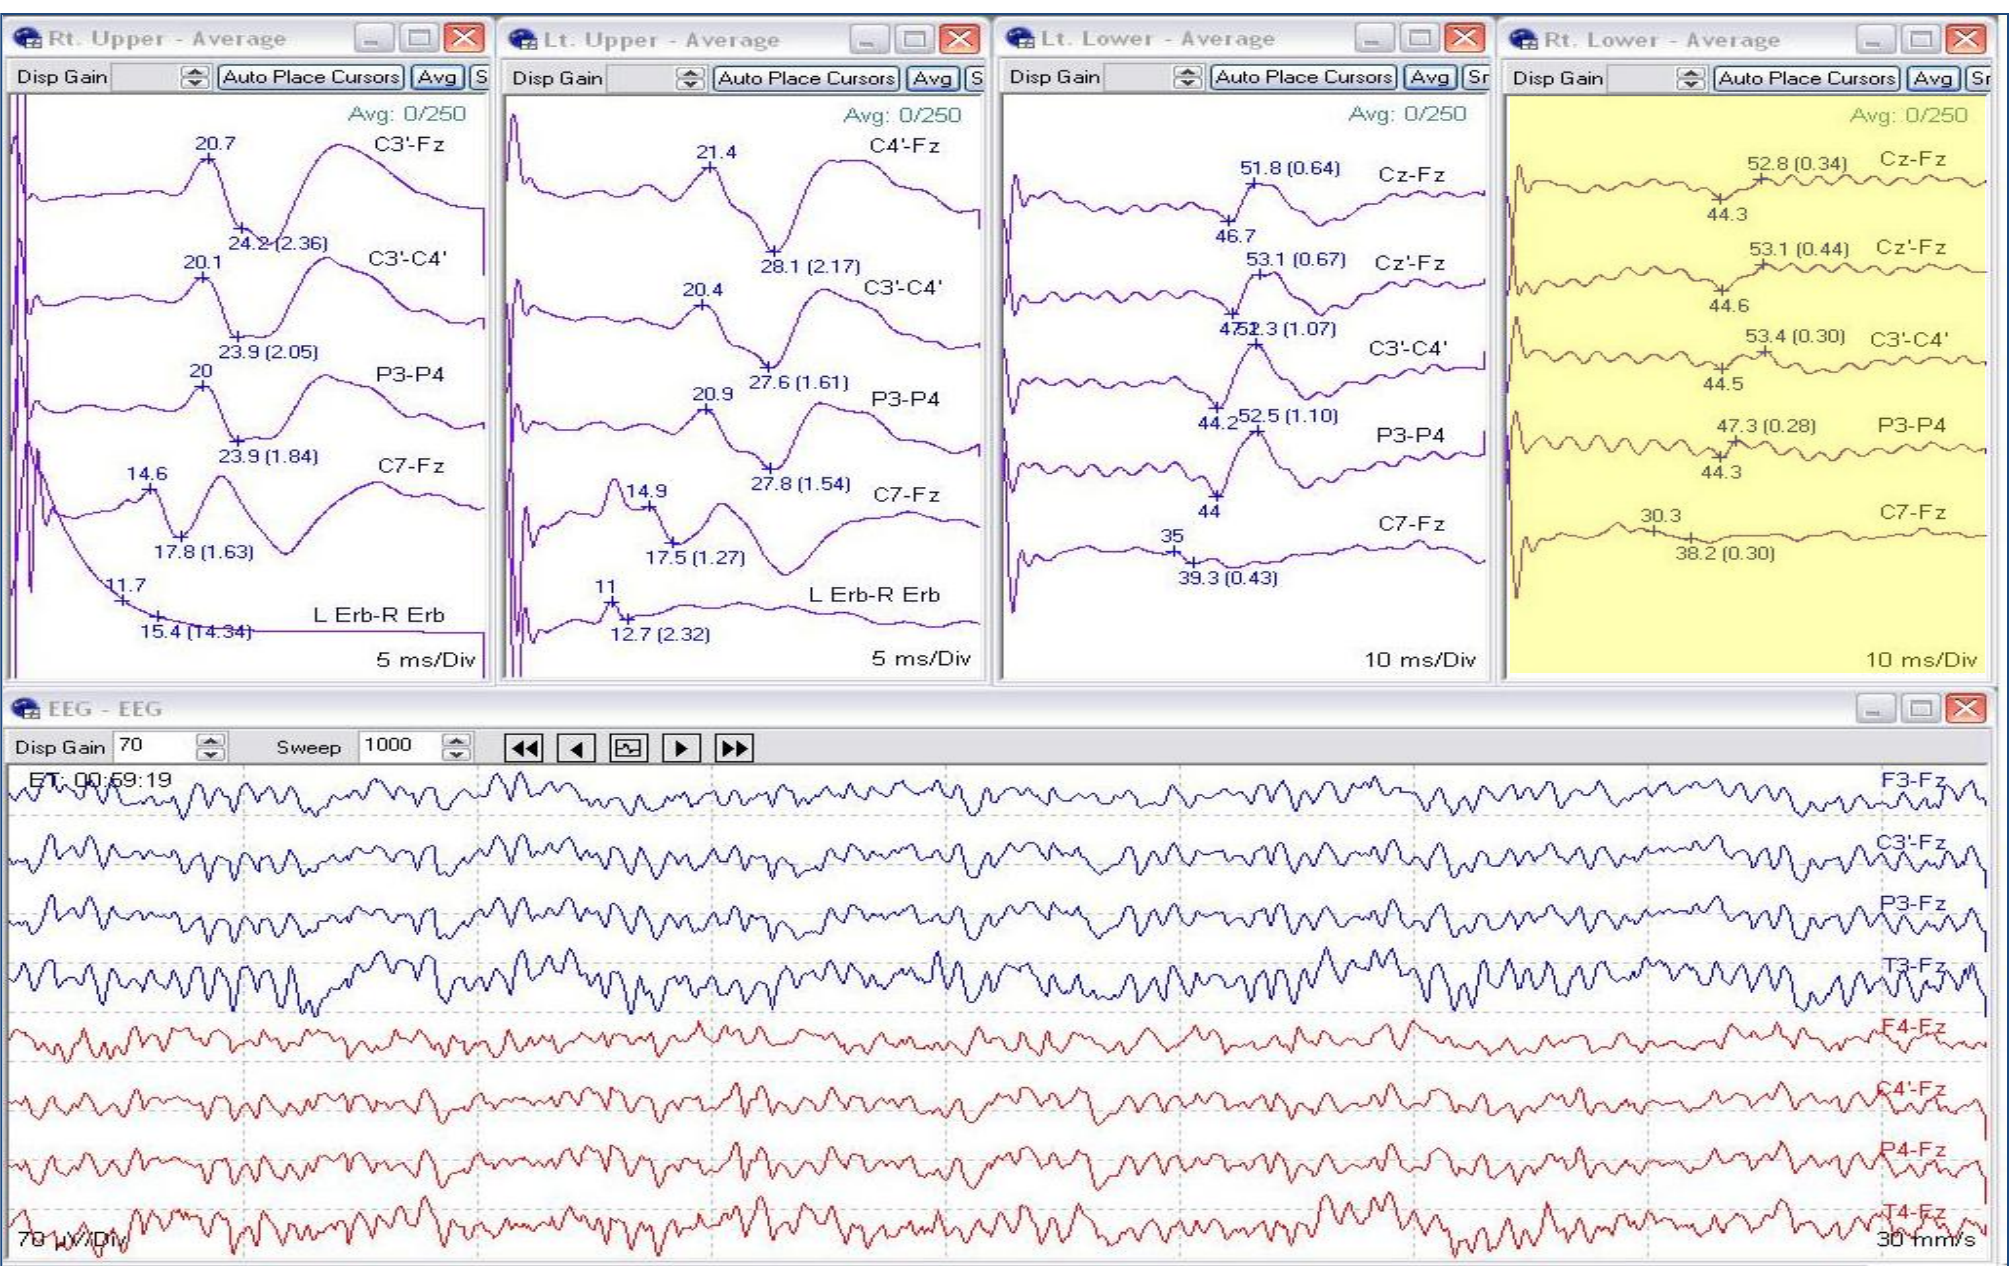 Rt. Upper - Average
Disp Gain Auto Place Cursors Avg S
Avg: 0/250
20.7 C3'-Fz
24.2 (2.36)
20.1 C3'-C4'
23.9 (2.05)
20 P3-P4
23.9 (1.84)
14.6 C7-Fz
17.8 (1.63)
11.7
15.4 (14.34) L Erb-R Erb
5 ms/Div
Lt. Upper - Average
Disp Gain Auto Place Cursors Avg S
Avg: 0/250
21.4 C4'-Fz
28.1 (2.17)
20.4 C3'-C4'
27.6 (1.61)
20.9 P3-P4
27.8 (1.54)
14.9 C7-Fz
17.5 (1.27)
11 L Erb-R Erb
12.7 (2.32)
5 ms/Div
Lt. Lower - Average
Disp Gain Auto Place Cursors Avg Sr
Avg: 0/250
51.8 (0.64) Cz-Fz
46.7
53.1 (0.67) Cz'-Fz
52.3 (1.07)
C3'-C4'
44.2 52.5 (1.10)
P3-P4
44
35 C7-Fz
39.3 (0.43)
10 ms/Div
Rt. Lower - Average
Disp Gain Auto Place Cursors Avg Sr
Avg: 0/250
52.8 (0.34) Cz-Fz
44.3
53.1 (0.44) Cz'-Fz
44.6
53.4 (0.30) C3'-C4'
44.5
47.3 (0.28) P3-P4
44.3
30.3 C7-Fz
38.2 (0.30)
10 ms/Div
EEG - EEG
Disp Gain 70 Sweep 1000
ET: 00:59:19
F3-Fz
C3'-Fz
P3-Fz
T3-Fz
F4-Fz
C4'-Fz
P4-Fz
T4-Fz
70 µV/Div 30 mm/s